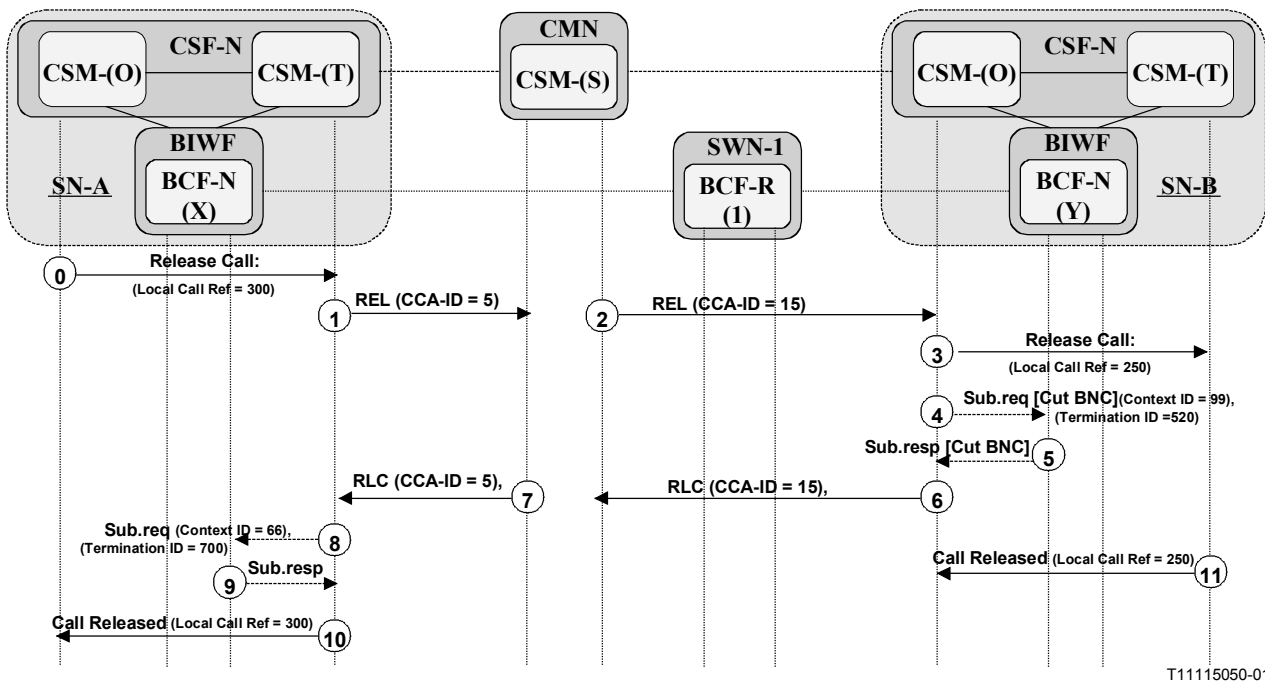 CSF-N
CSM-(O)
CSM-(T)
CMN
CSM-(S)
CSF-N
CSM-(O)
CSM-(T)
BIWF
BCF-N
(X)
SN-A
SWN-1
BCF-R
(1)
BIWF
BCF-N
(Y)
SN-B
0
Release Call:
(Local Call Ref = 300)
1
REL (CCA-ID = 5)
2
REL (CCA-ID = 15)
3
Release Call:
(Local Call Ref = 250)
4
Sub.req [Cut BNC](Context ID = 99),
(Termination ID =520)
Sub.resp [Cut BNC]
5
RLC (CCA-ID = 5),
7
RLC (CCA-ID = 15),
6
Sub.req (Context ID = 66),
(Termination ID = 700)
8
9
Sub.resp
Call Released (Local Call Ref = 250)
11
Call Released (Local Call Ref = 300)
10
T11115050-01